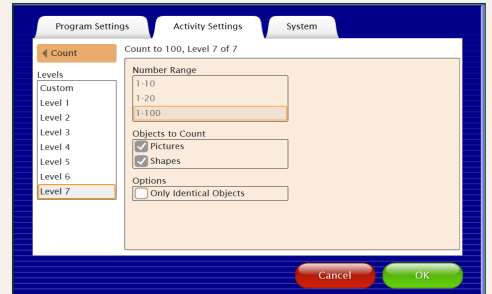 Program Settings Activity Settings System
Count
Count to 100, Level 7 of 7
Levels
Custom
Level 1
Level 2
Level 3
Level 4
Level 5
Level 6
Level 7
Number Range
1-10
1-20
1-100
Objects to Count
Pictures
Shapes
Options
Only Identical Objects
Cancel OK